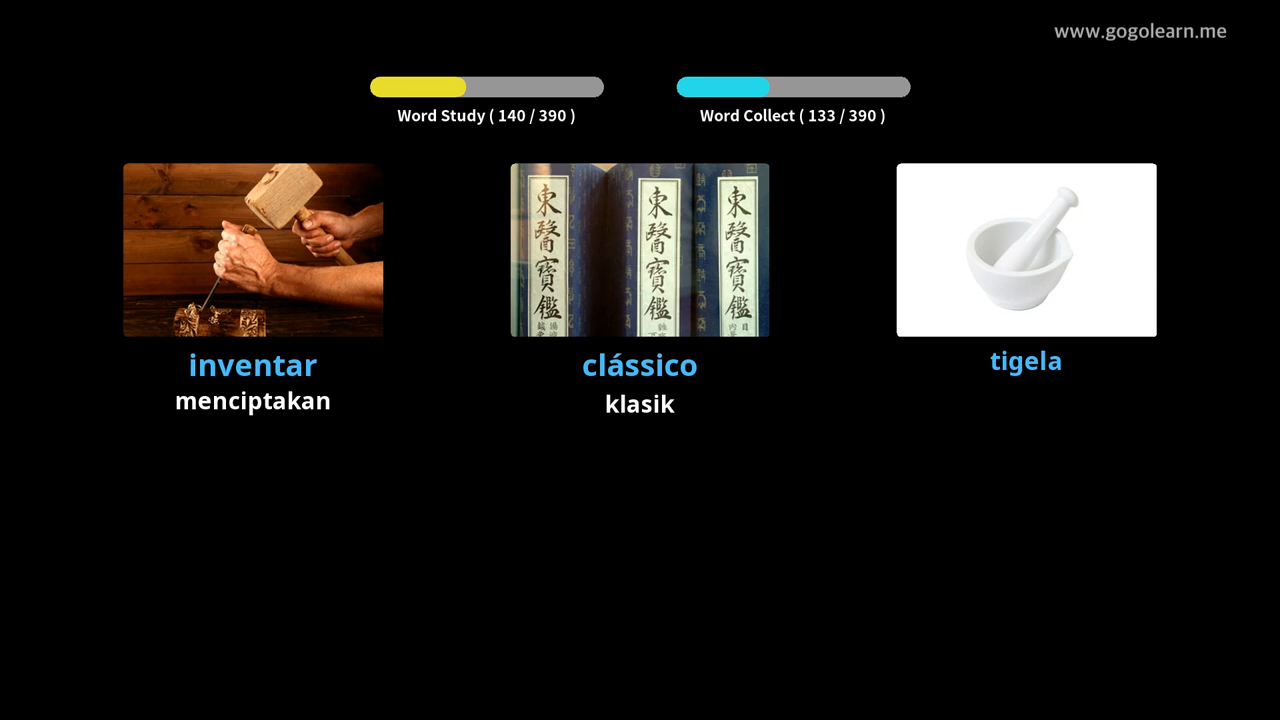 www.gogolearn.me
Word Study ( 140 / 390 )
Word Collect ( 133 / 390 )
東醫寶鑑
東醫寶鑑
東醫寶鑑
inventar
menciptakan
clássico
klasik
tigela